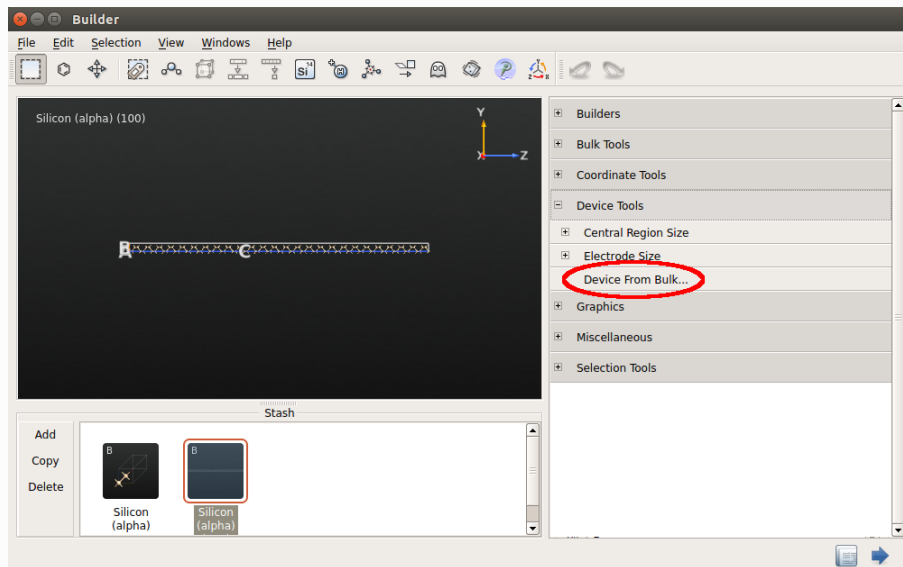 Builder
File Edit Selection View Windows Help
Si 14
Silicon (alpha) (100)
Y
X Z
B C
Builders
Bulk Tools
Coordinate Tools
Device Tools
Central Region Size
Electrode Size
Device From Bulk...
Graphics
Miscellaneous
Selection Tools
Stash
Add
Copy
Delete
B
Silicon
(alpha)
B
Silicon
(alpha)